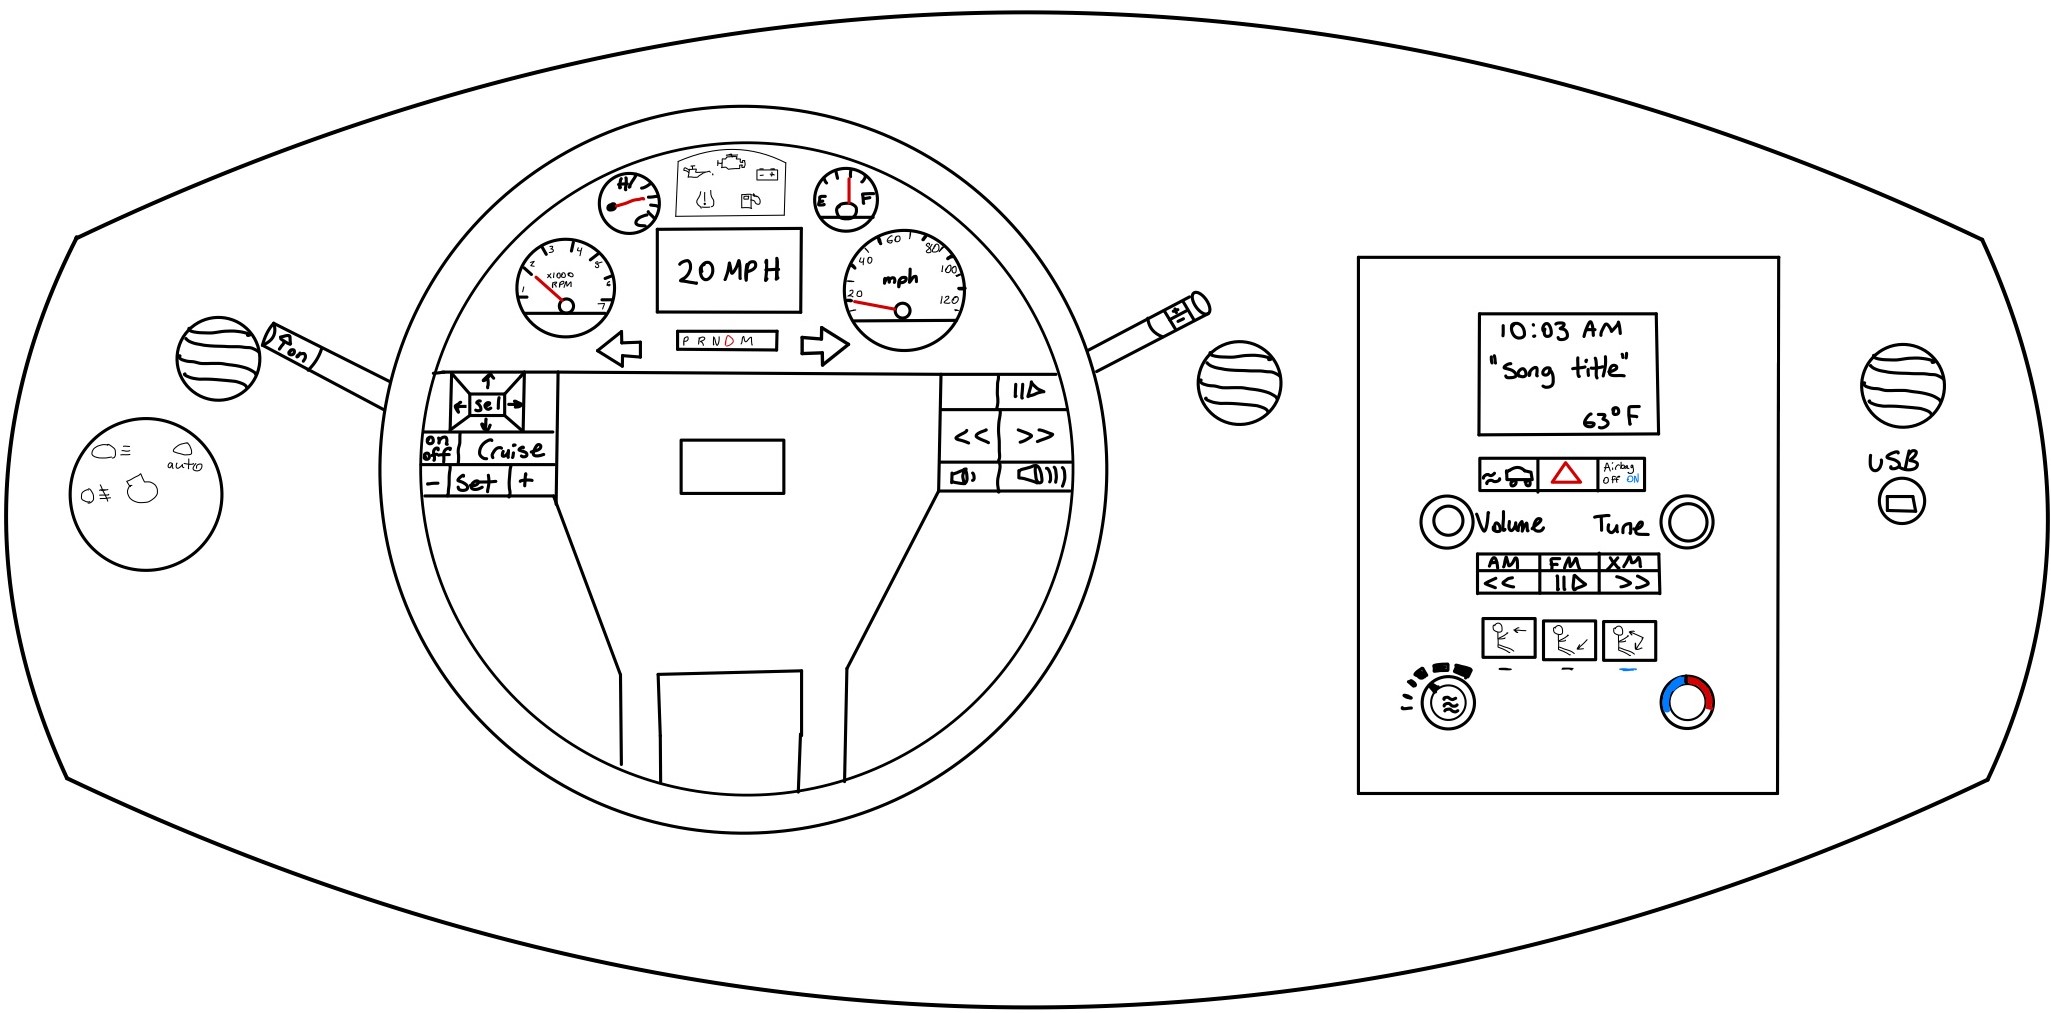 H
C
E
F
1
2
3
4
5
6
7
x1000
RPM
20 MPH
20
40
60
80
100
120
mph
P R N D M
on
auto
sel
on
off
Cruise
- Set +
<< >>
10:03 AM
"Song title"
63°F
Airbag
Off ON
Volume
Tune
AM FM XM
<< >>
USB